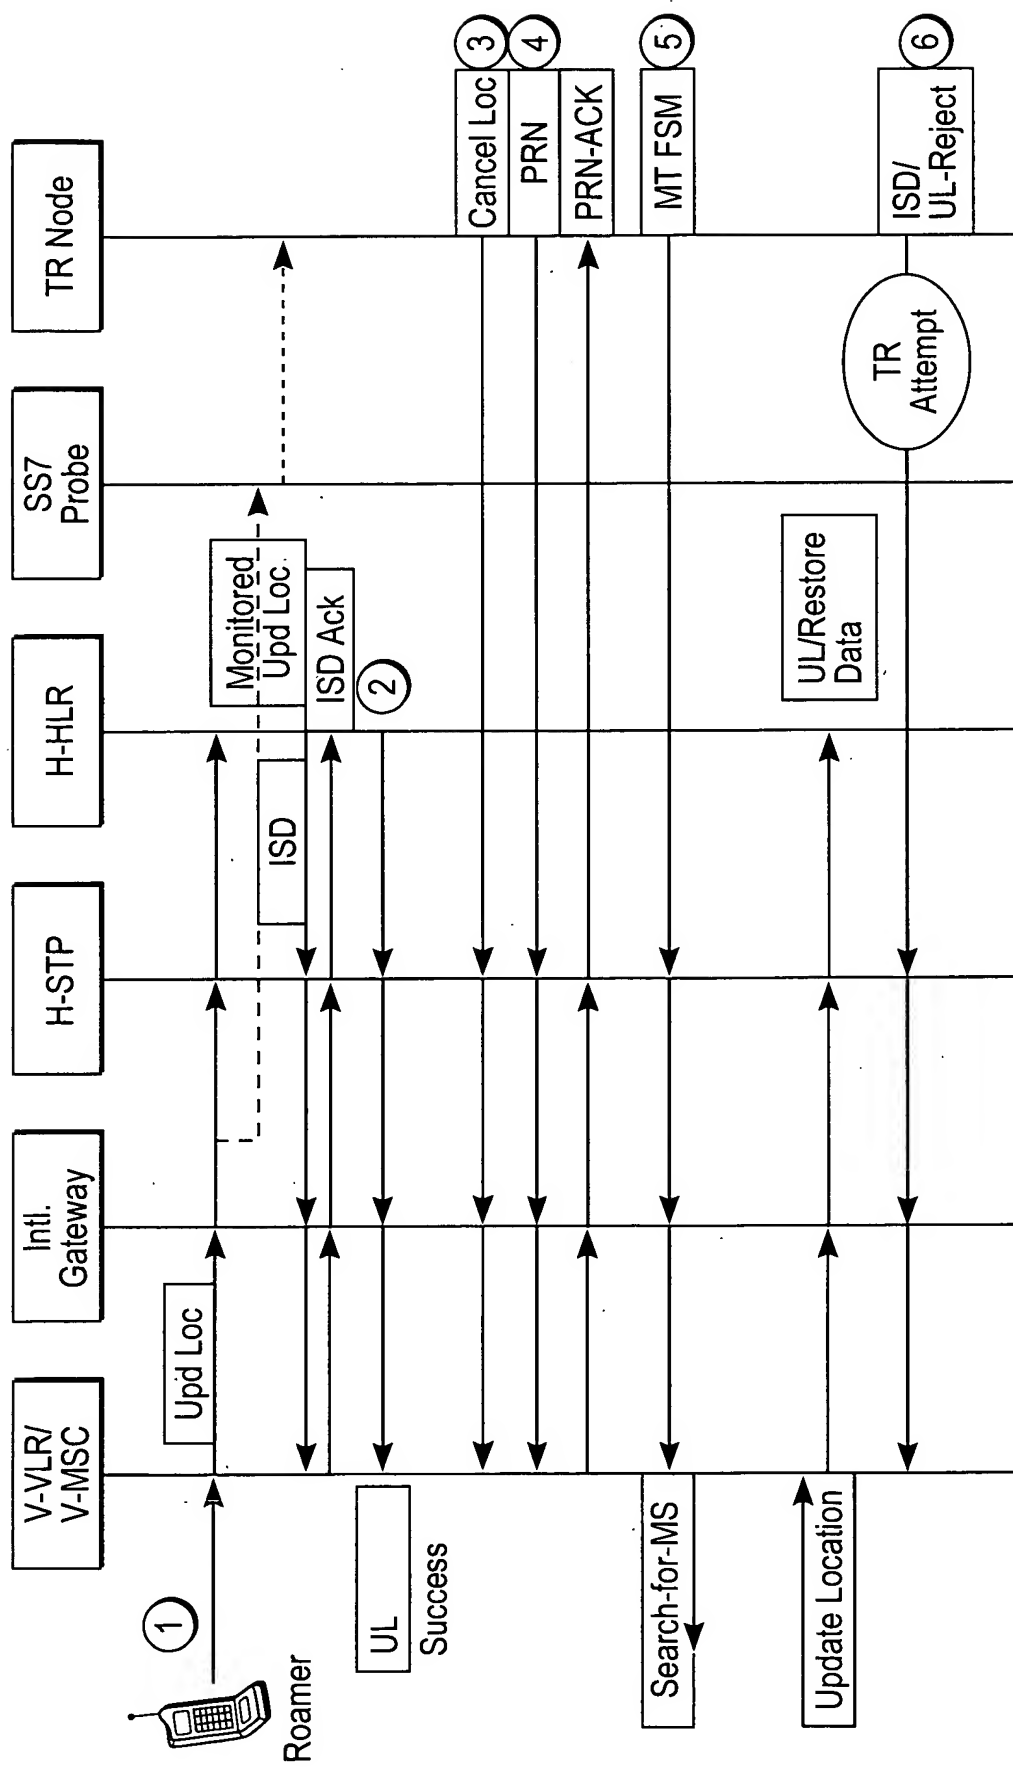 V-VLR/
V-MSC
Intl.
Gateway
H-STP
H-HLR
SS7
Probe
TR Node
1
Roamer
Upd Loc
Monitored
Upd Loc
ISD
ISD Ack
2
UL
Success
Cancel Loc
3
PRN
4
PRN-ACK
MT FSM
5
Search-for-MS
Update Location
UL/Restore
Data
TR
Attempt
ISD/
UL-Reject
6